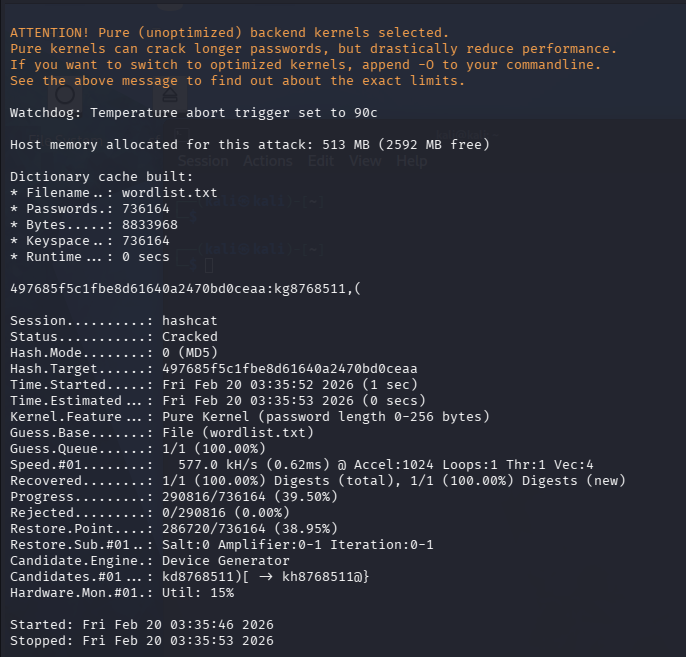 ATTENTION! Pure (unoptimized) backend kernels selected.
Pure kernels can crack longer passwords, but drastically reduce performance.
If you want to switch to optimized kernels, append -O to your commandline.
See the above message to find out about the exact limits.
Watchdog: Temperature abort trigger set to 90c
Host memory allocated for this attack: 513 MB (2592 MB free)
Session Actions Edit View Help
Dictionary cache built:
* Filename..: wordlist.txt
* Passwords.: 736164
* Bytes.....: 8833968
* Keyspace..: 736164
* Runtime...: 0 secs
497685f5c1fbe8d61640a2470bd0ceaa:kg8768511,(
Session..........: hashcat
Status...........: Cracked
Hash.Mode........: 0 (MD5)
Hash.Target......: 497685f5c1fbe8d61640a2470bd0ceaa
Time.Started.....: Fri Feb 20 03:35:52 2026 (1 sec)
Time.Estimated...: Fri Feb 20 03:35:53 2026 (0 secs)
Kernel.Feature...: Pure Kernel (password length 0-256 bytes)
Guess.Base.......: File (wordlist.txt)
Guess.Queue......: 1/1 (100.00%)
Speed.#01........:   577.0 kH/s (0.62ms) @ Accel:1024 Loops:1 Thr:1 Vec:4
Recovered........: 1/1 (100.00%) Digests (total), 1/1 (100.00%) Digests (new)
Progress.........: 290816/736164 (39.50%)
Rejected.........: 0/290816 (0.00%)
Restore.Point....: 286720/736164 (38.95%)
Restore.Sub.#01..: Salt:0 Amplifier:0-1 Iteration:0-1
Candidate.Engine.: Device Generator
Candidates.#01...: kd8768511)[ -> kh8768511@}
Hardware.Mon.#01.: Util: 15%
Started: Fri Feb 20 03:35:46 2026
Stopped: Fri Feb 20 03:35:53 2026